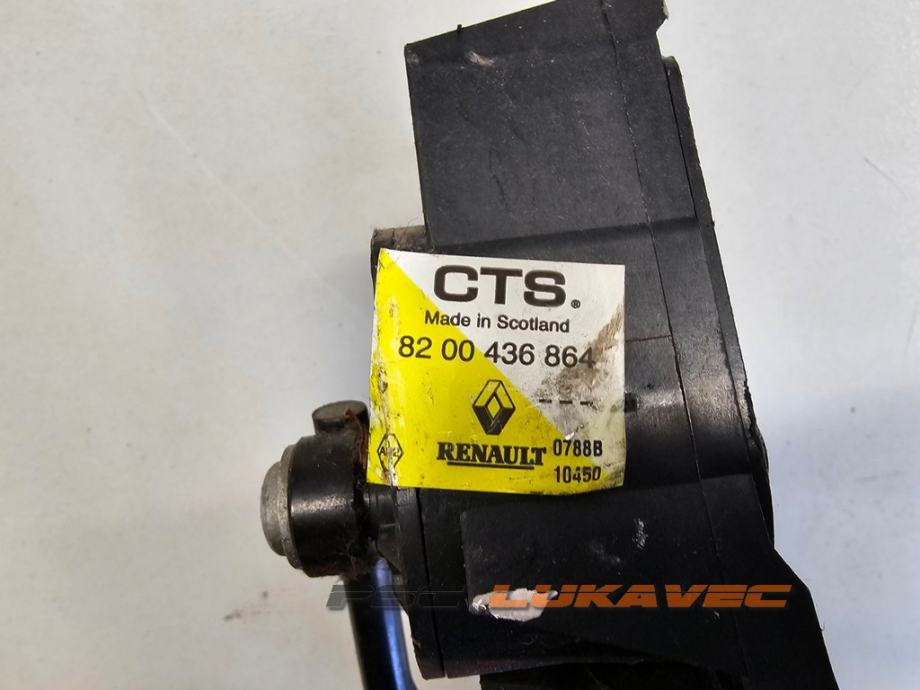 CTS®
Made in Scotland
82 00 436 864
RENAULT 0788B
10450
LUKAVEC